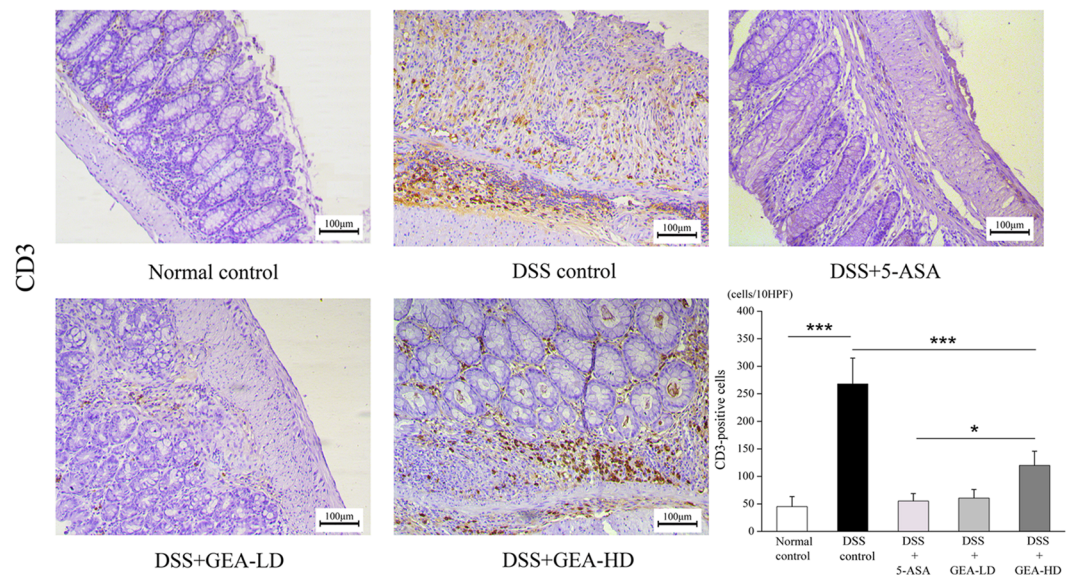 CD3
100μm
Normal control
100μm
DSS control
100μm
DSS+5-ASA
100μm
DSS+GEA-LD
100μm
DSS+GEA-HD
(cells/10HPF)
CD3-positive cells
400
350
300
250
200
150
100
50
0
***
***
*
Normal
control
DSS
control
DSS
+
5-ASA
DSS
+
GEA-LD
DSS
+
GEA-HD